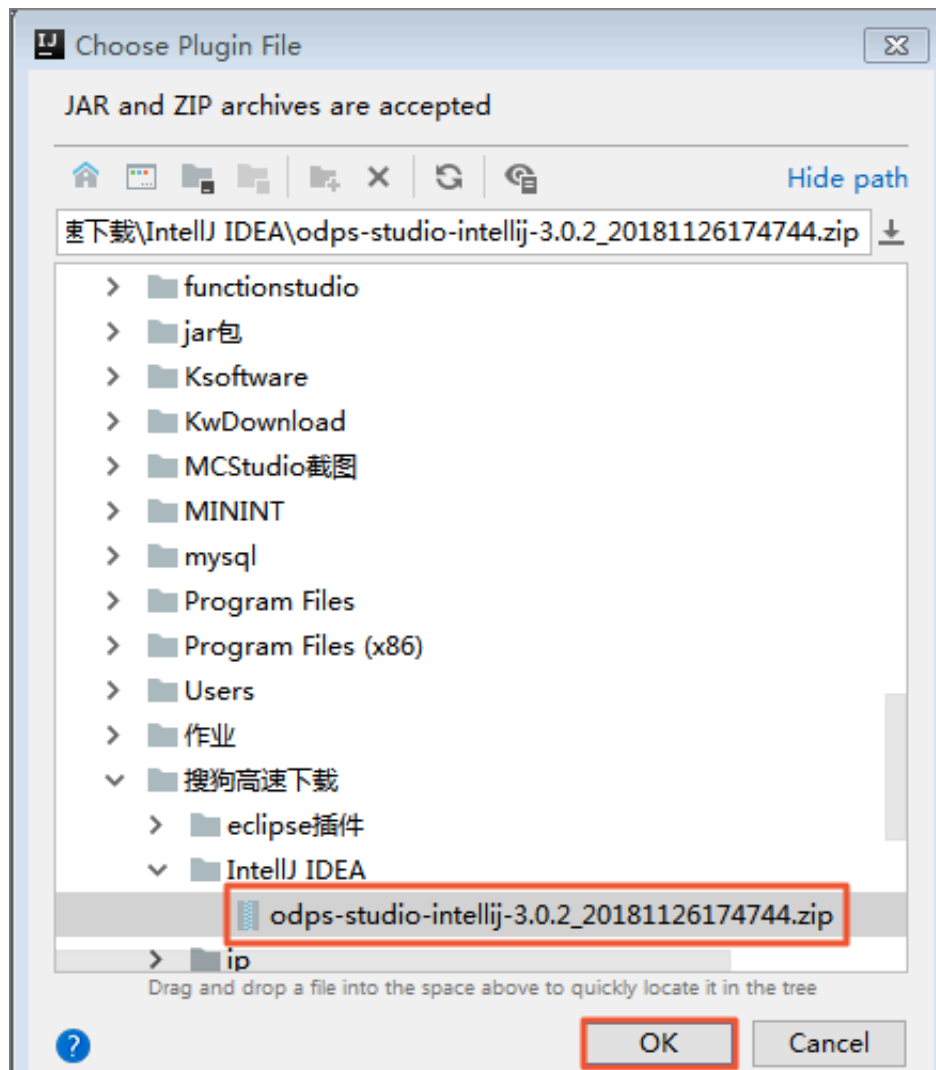 IJ Choose Plugin File
JAR and ZIP archives are accepted
Hide path
下载\IntellJ IDEA\odps-studio-intellij-3.0.2_20181126174744.zip
functionstudio
jar包
Ksoftware
KwDownload
MCStudio截图
MININT
mysql
Program Files
Program Files (x86)
Users
作业
搜狗高速下载
eclipse插件
IntellJ IDEA
odps-studio-intellij-3.0.2_20181126174744.zip
ip
Drag and drop a file into the space above to quickly locate it in the tree
? OK Cancel